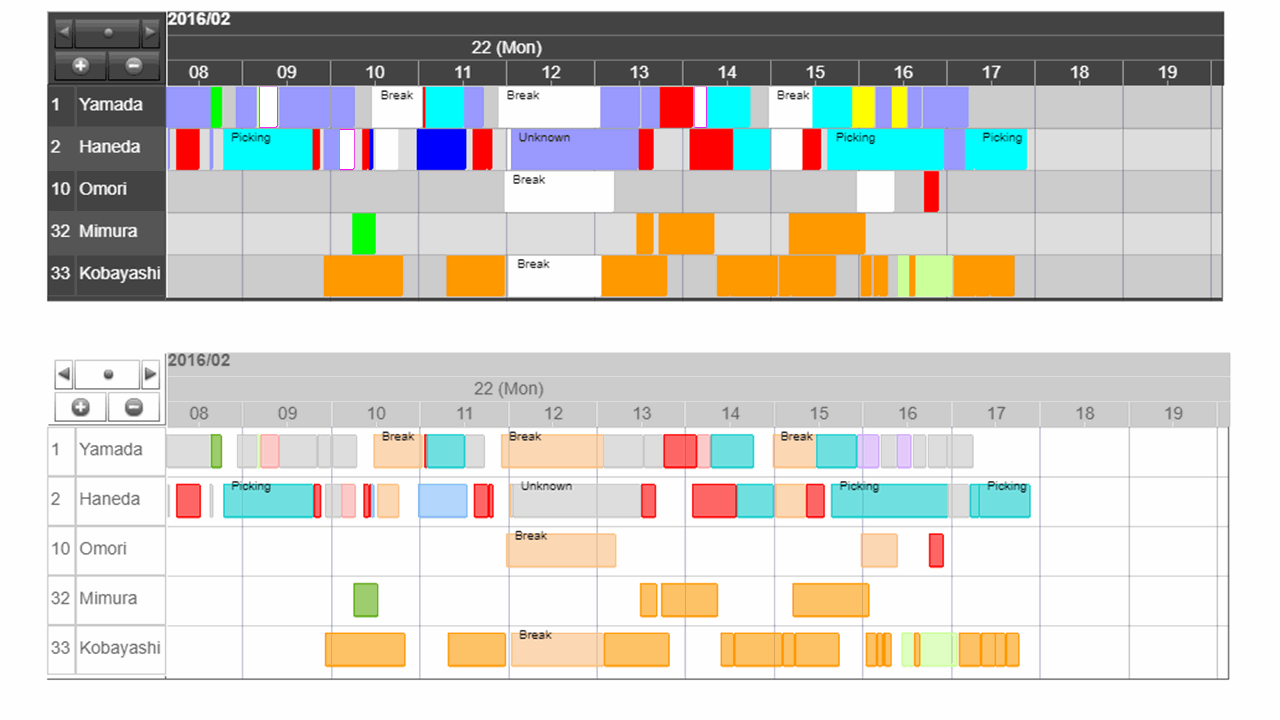 2016/02
22 (Mon)
08 09 10 11 12 13 14 15 16 17 18 19
1 Yamada Break Break Break
2 Haneda Picking Unknown Picking Picking
10 Omori Break
32 Mimura
33 Kobayashi Break
2016/02
22 (Mon)
08 09 10 11 12 13 14 15 16 17 18 19
1 Yamada Break Break Break
2 Haneda Picking Unknown Picking Picking
10 Omori Break
32 Mimura
33 Kobayashi Break